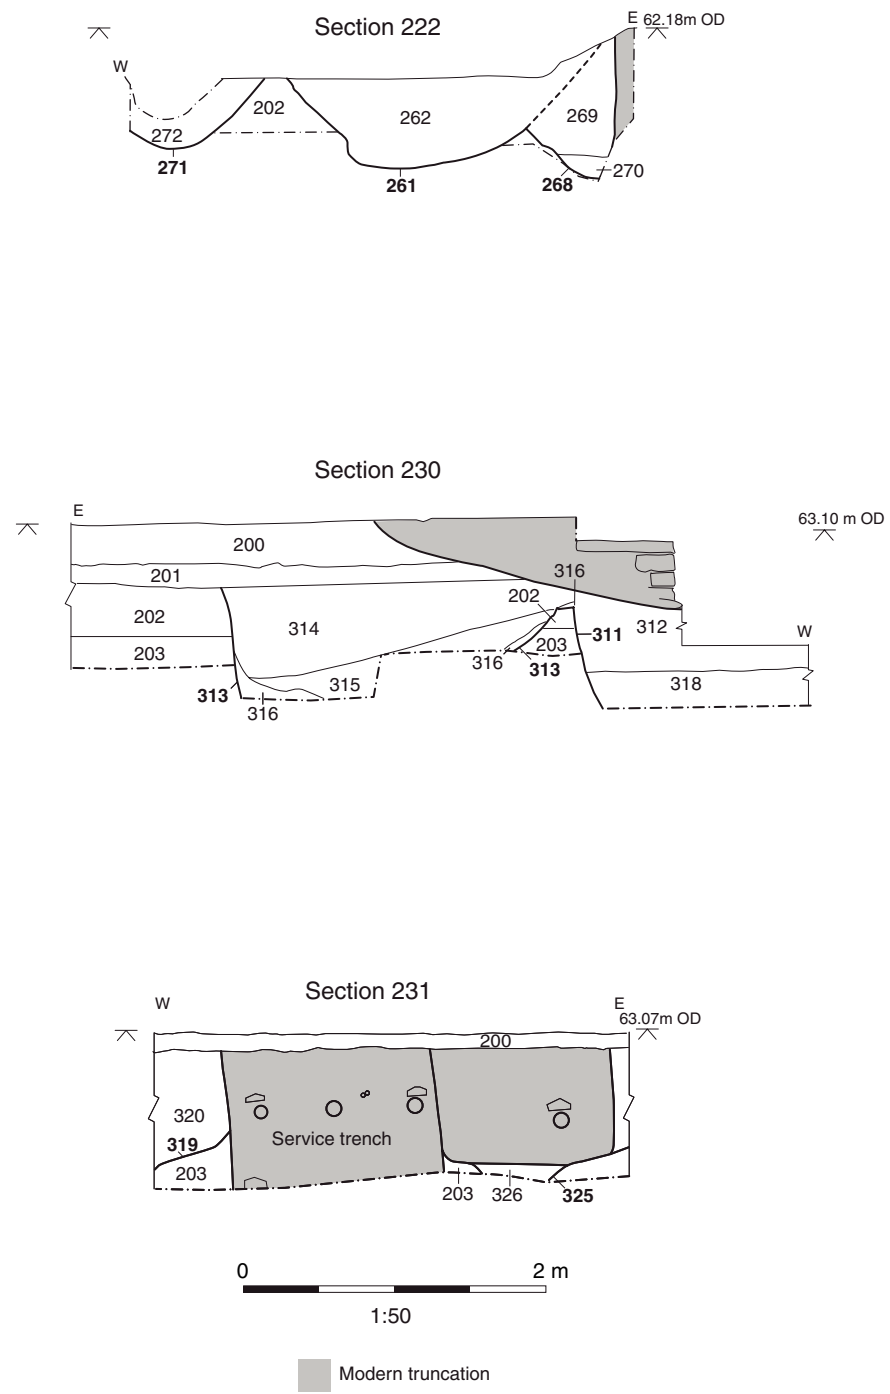 Section 222
E 62.18m OD
W
202
262
269
272
271
261
268
270
Section 230
E
63.10 m OD
200
201
316
202
202
314
311
312
W
203
203
316
313
315
318
313
316
Section 231
W
E
63.07m OD
200
320
319
Service trench
203
203
326
325
0 2 m
1:50
Modern truncation